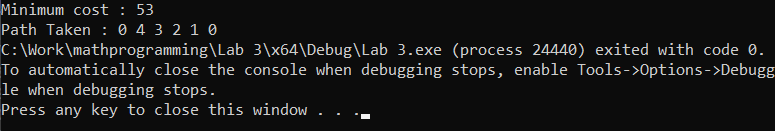 Minimum cost : 53
Path Taken : 0 4 3 2 1 0
C:\Work\mathprogramming\Lab 3\x64\Debug\Lab 3.exe (process 24440) exited with code 0.
To automatically close the console when debugging stops, enable Tools->Options->Debugg
le when debugging stops.
Press any key to close this window . . .